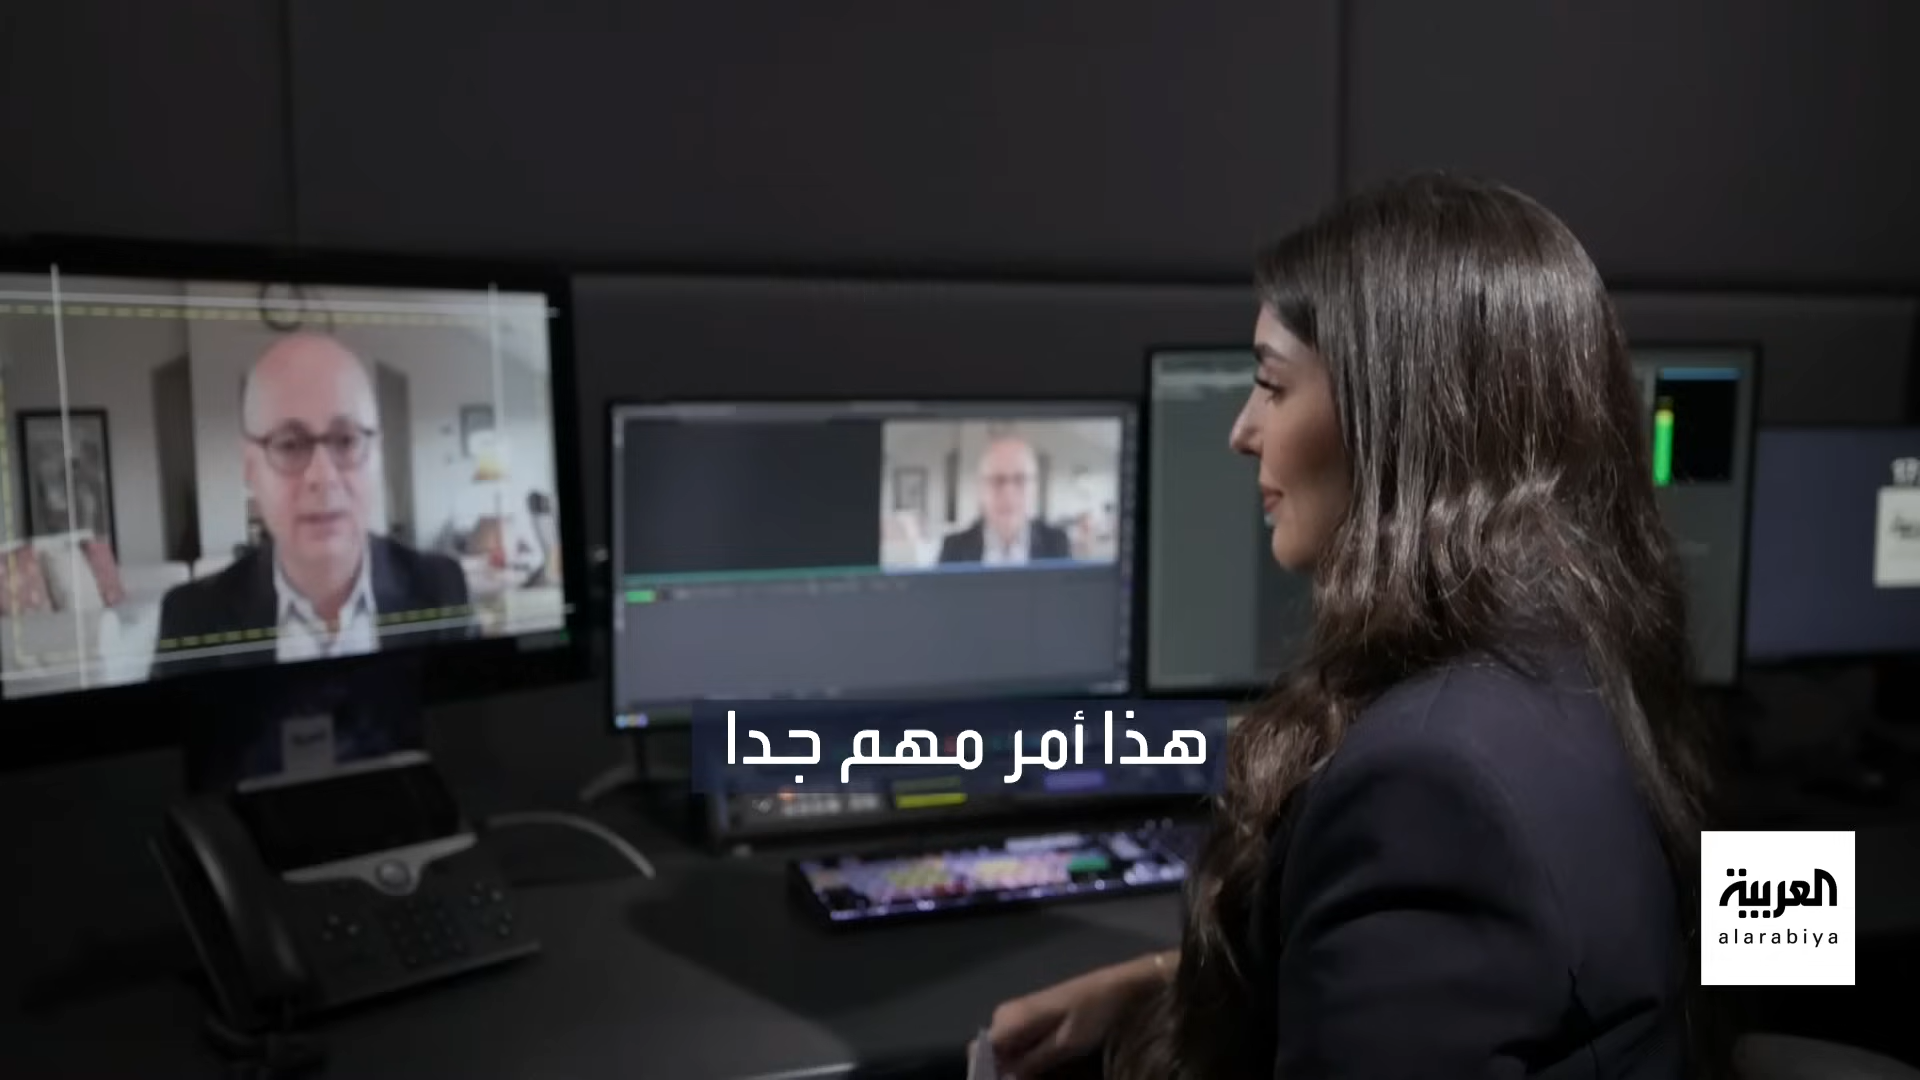 هذا أمر مهم جدا
العربية
alarabiya